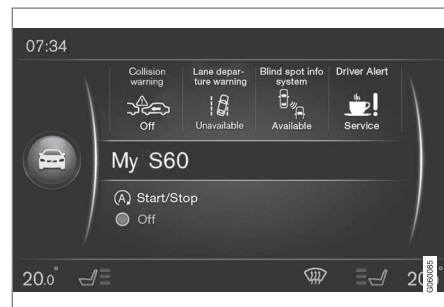 07:34
Collision warning
Lane depar-ture warning
Blind spot info system
Driver Alert
Off
Unavailable
Available
Service
My S60
A Start/Stop
Off
20.0°
20
G060085